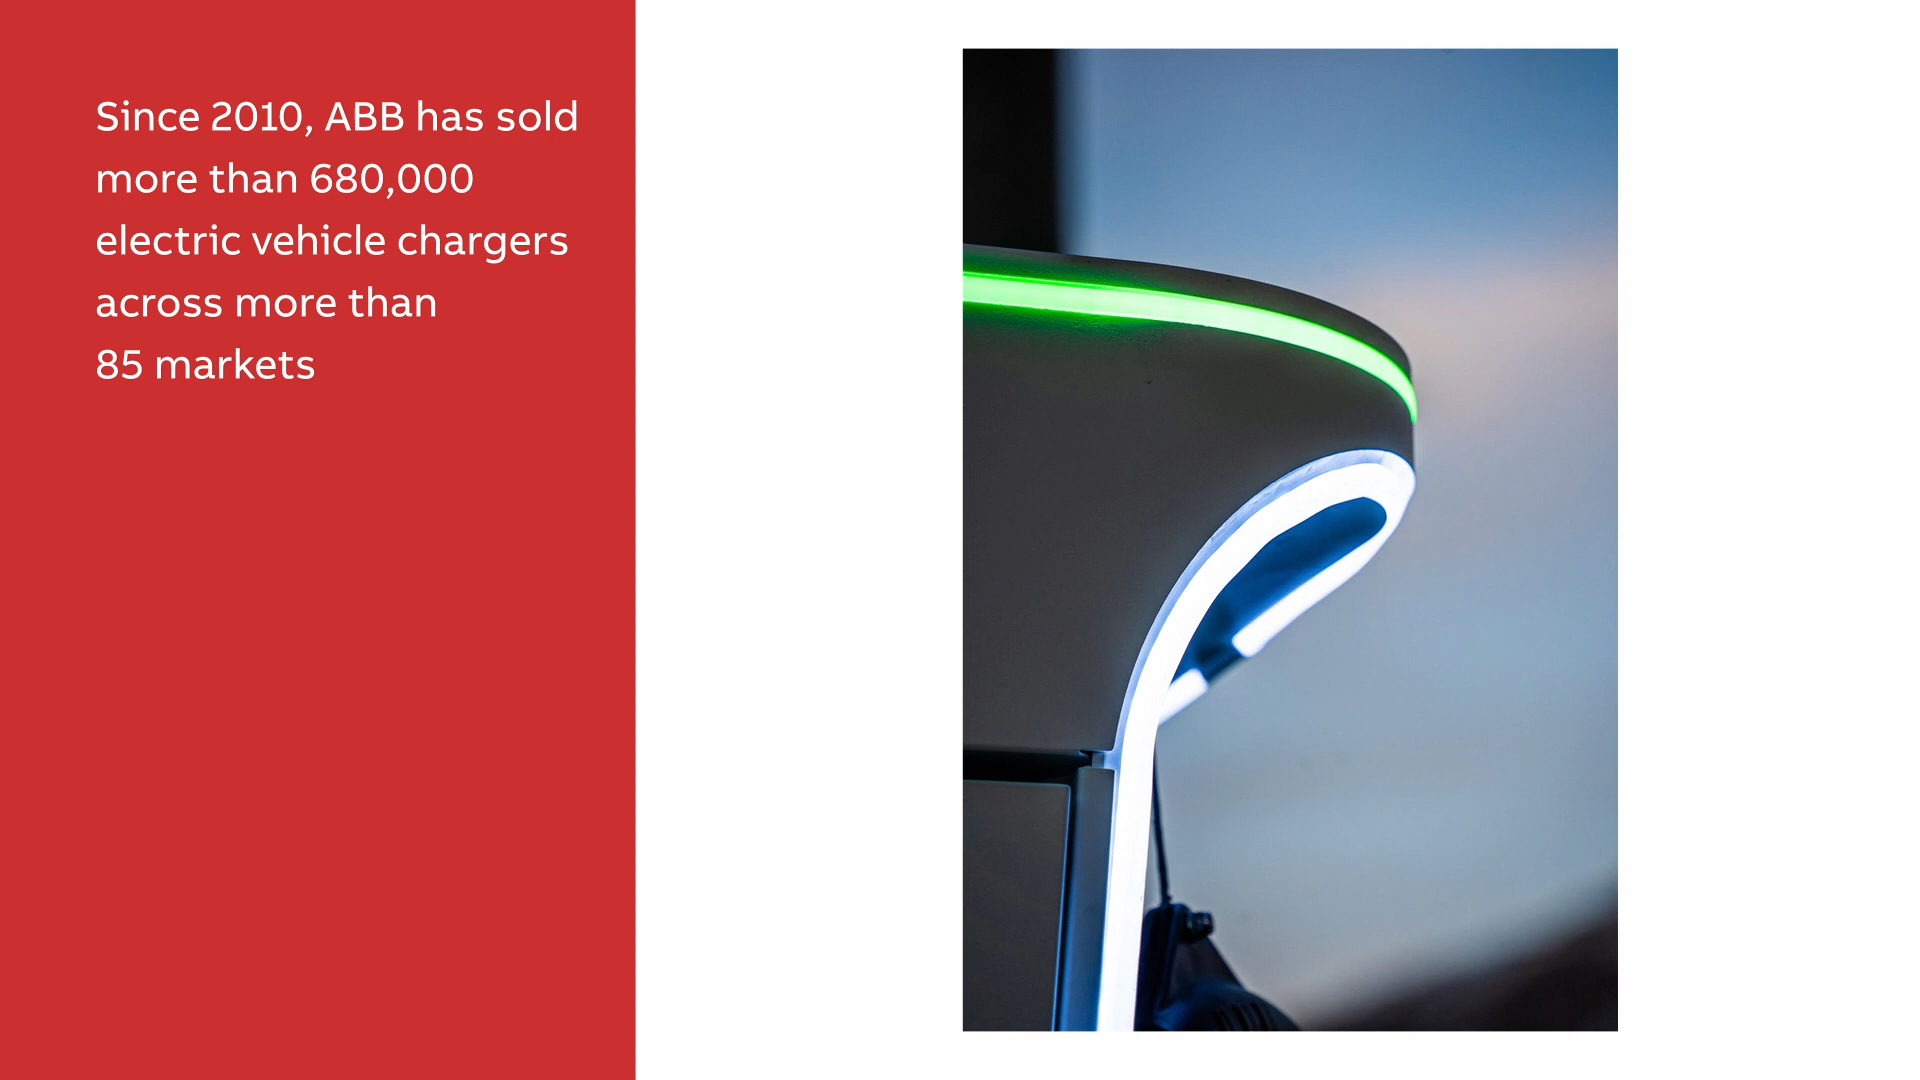 Since 2010, ABB has sold
more than 680,000
electric vehicle chargers
across more than
85 markets